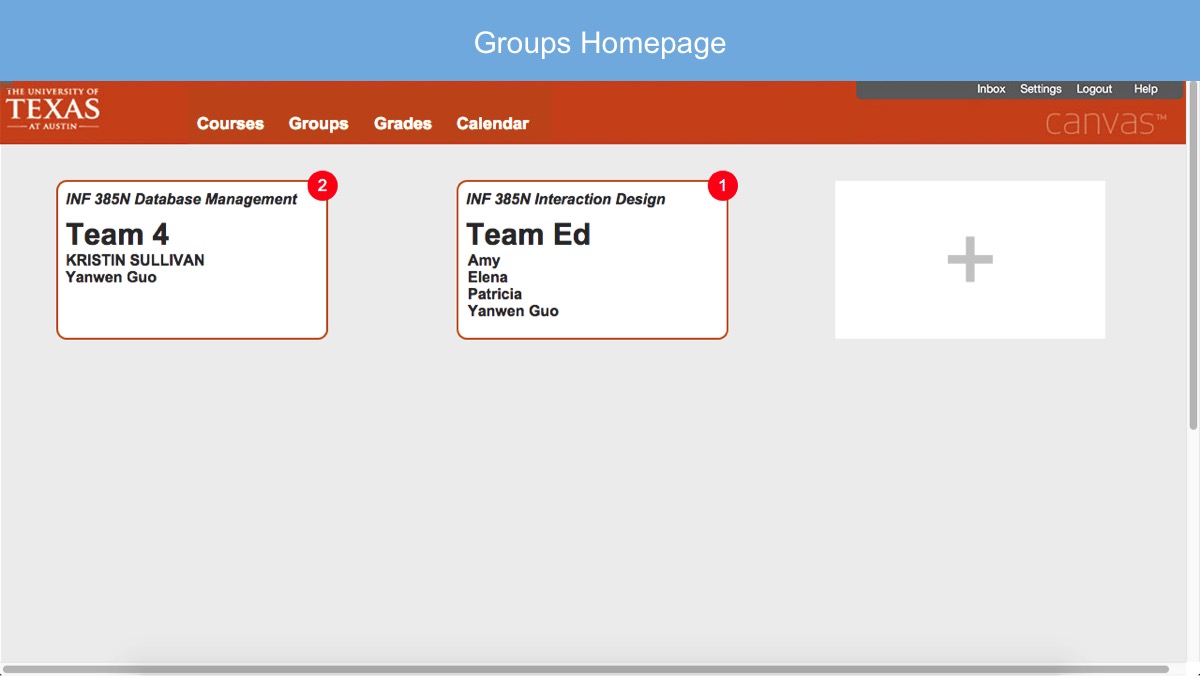 Groups Homepage
THE UNIVERSITY OF
TEXAS
AT AUSTIN
Inbox Settings Logout Help
Courses Groups Grades Calendar
canvas™
INF 385N Database Management
2
Team 4
KRISTIN SULLIVAN
Yanwen Guo
INF 385N Interaction Design
1
Team Ed
Amy
Elena
Patricia
Yanwen Guo
+